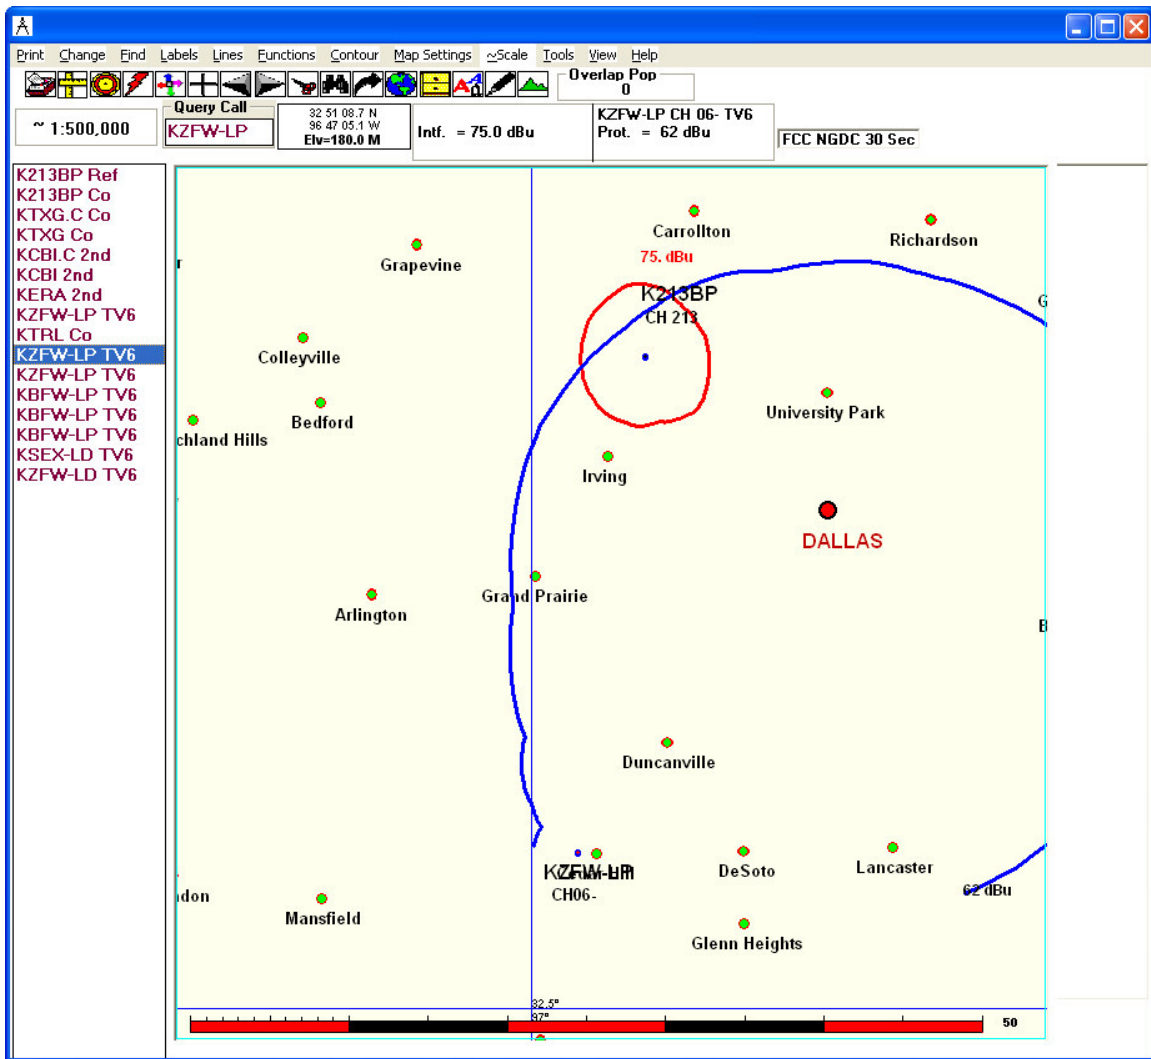 Print Change Find Labels Lines Functions Contour Map Settings ~Scale Tools View Help
Overlap Pop
0
~ 1:500,000
Query Call
KZFW-LP
32 51 08.7 N
96 47 05.1 W
Elv=180.0 M
Intf. = 75.0 dBu
KZFW-LP CH 06- TV6
Prot. = 62 dBu
FCC NGDC 30 Sec
K213BP Ref
K213BP Co
KTXG.C Co
KTXG Co
KCBI.C 2nd
KCBI 2nd
KERA 2nd
KZFW-LP TV6
KTRL Co
KZFW-LP TV6
KZFW-LP TV6
KBFW-LP TV6
KBFW-LP TV6
KBFW-LP TV6
KSEX-LD TV6
KZFW-LD TV6
Carrollton
Richardson
Grapevine
75. dBu
K213BP
CH 213
Colleyville
University Park
Bedford
chland Hills
Irving
DALLAS
Grand Prairie
Arlington
Duncanville
KZFW-LP
CH06-
DeSoto
Lancaster
62 dBu
don
Mansfield
Glenn Heights
32.5°
97°
50